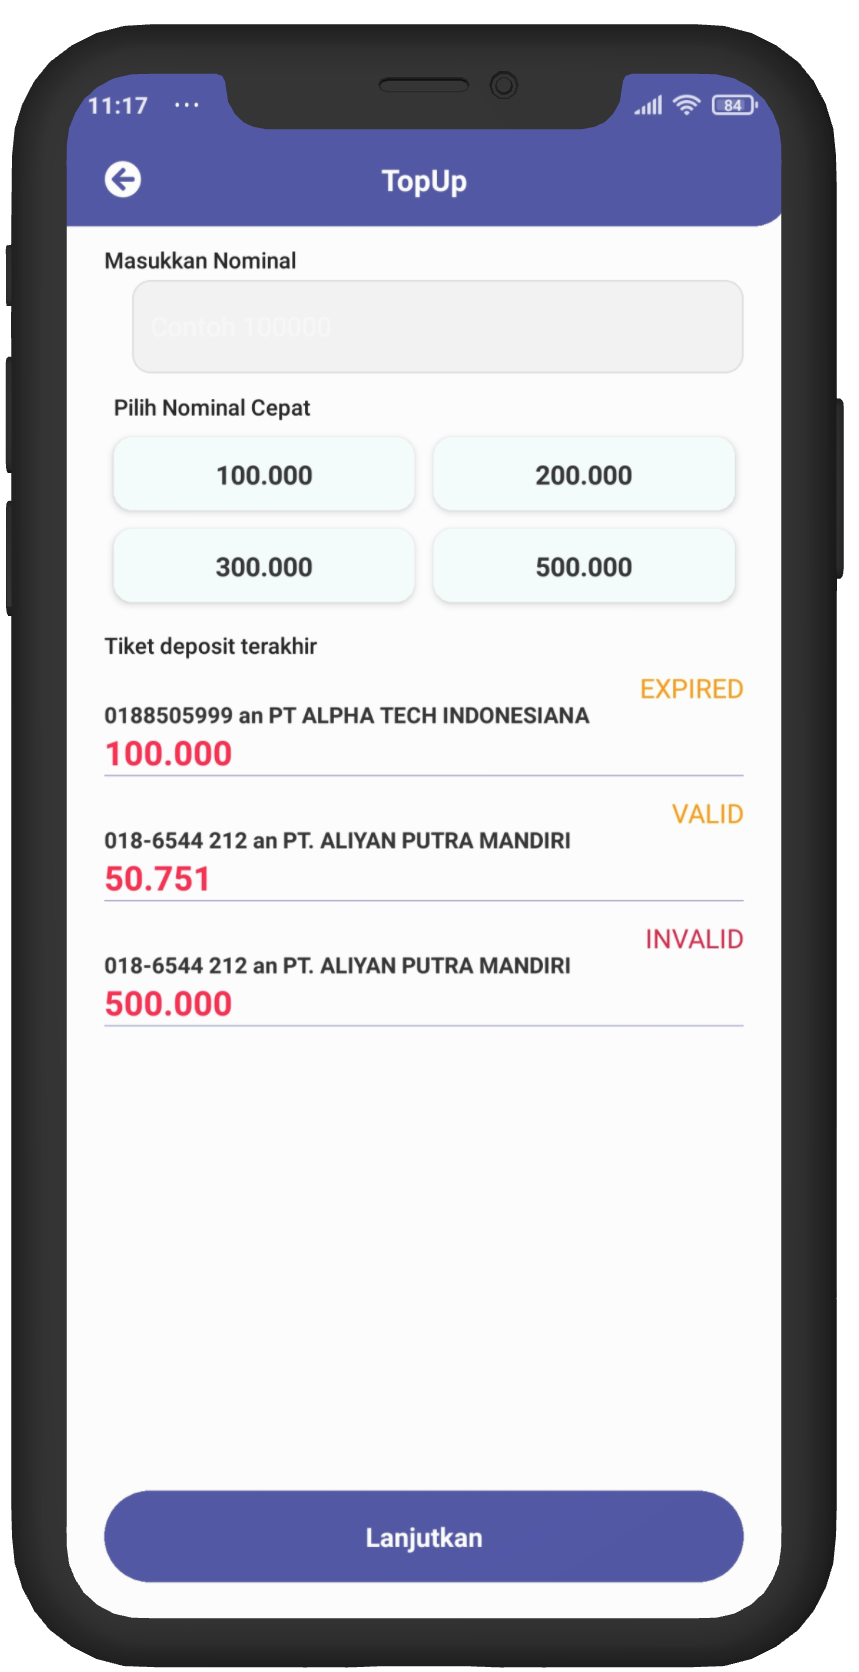 11:17 ... 84
TopUp
Masukkan Nominal
Contoh 100000
Pilih Nominal Cepat
100.000 200.000
300.000 500.000
Tiket deposit terakhir
EXPIRED
0188505999 an PT ALPHA TECH INDONESIANA
100.000
VALID
018-6544 212 an PT. ALIYAN PUTRA MANDIRI
50.751
INVALID
018-6544 212 an PT. ALIYAN PUTRA MANDIRI
500.000
Lanjutkan